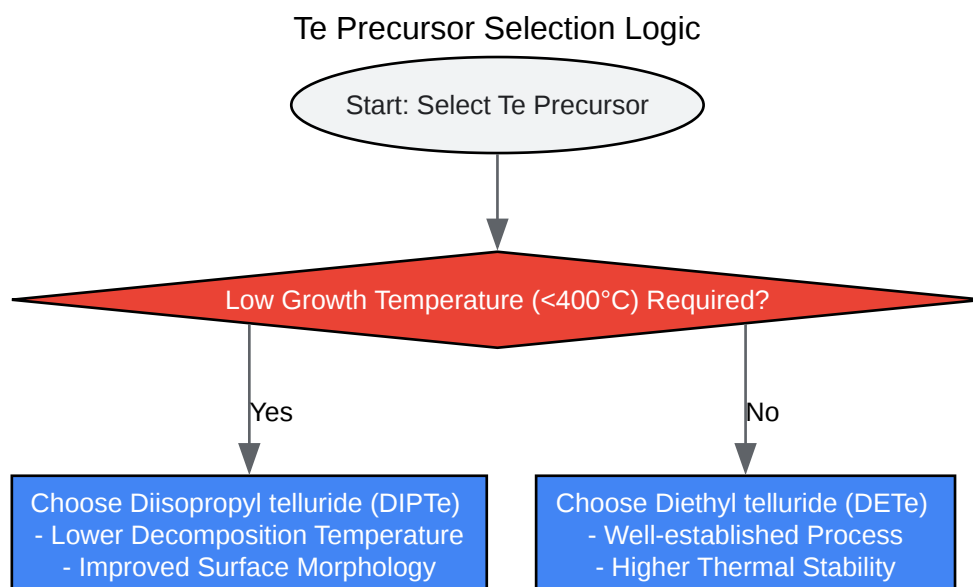 Te Precursor Selection Logic
Start: Select Te Precursor
Low Growth Temperature (<400°C) Required?
Yes
No
Choose Diisopropyl telluride (DIPTe)
- Lower Decomposition Temperature
- Improved Surface Morphology
Choose Diethyl telluride (DETe)
- Well-established Process
- Higher Thermal Stability